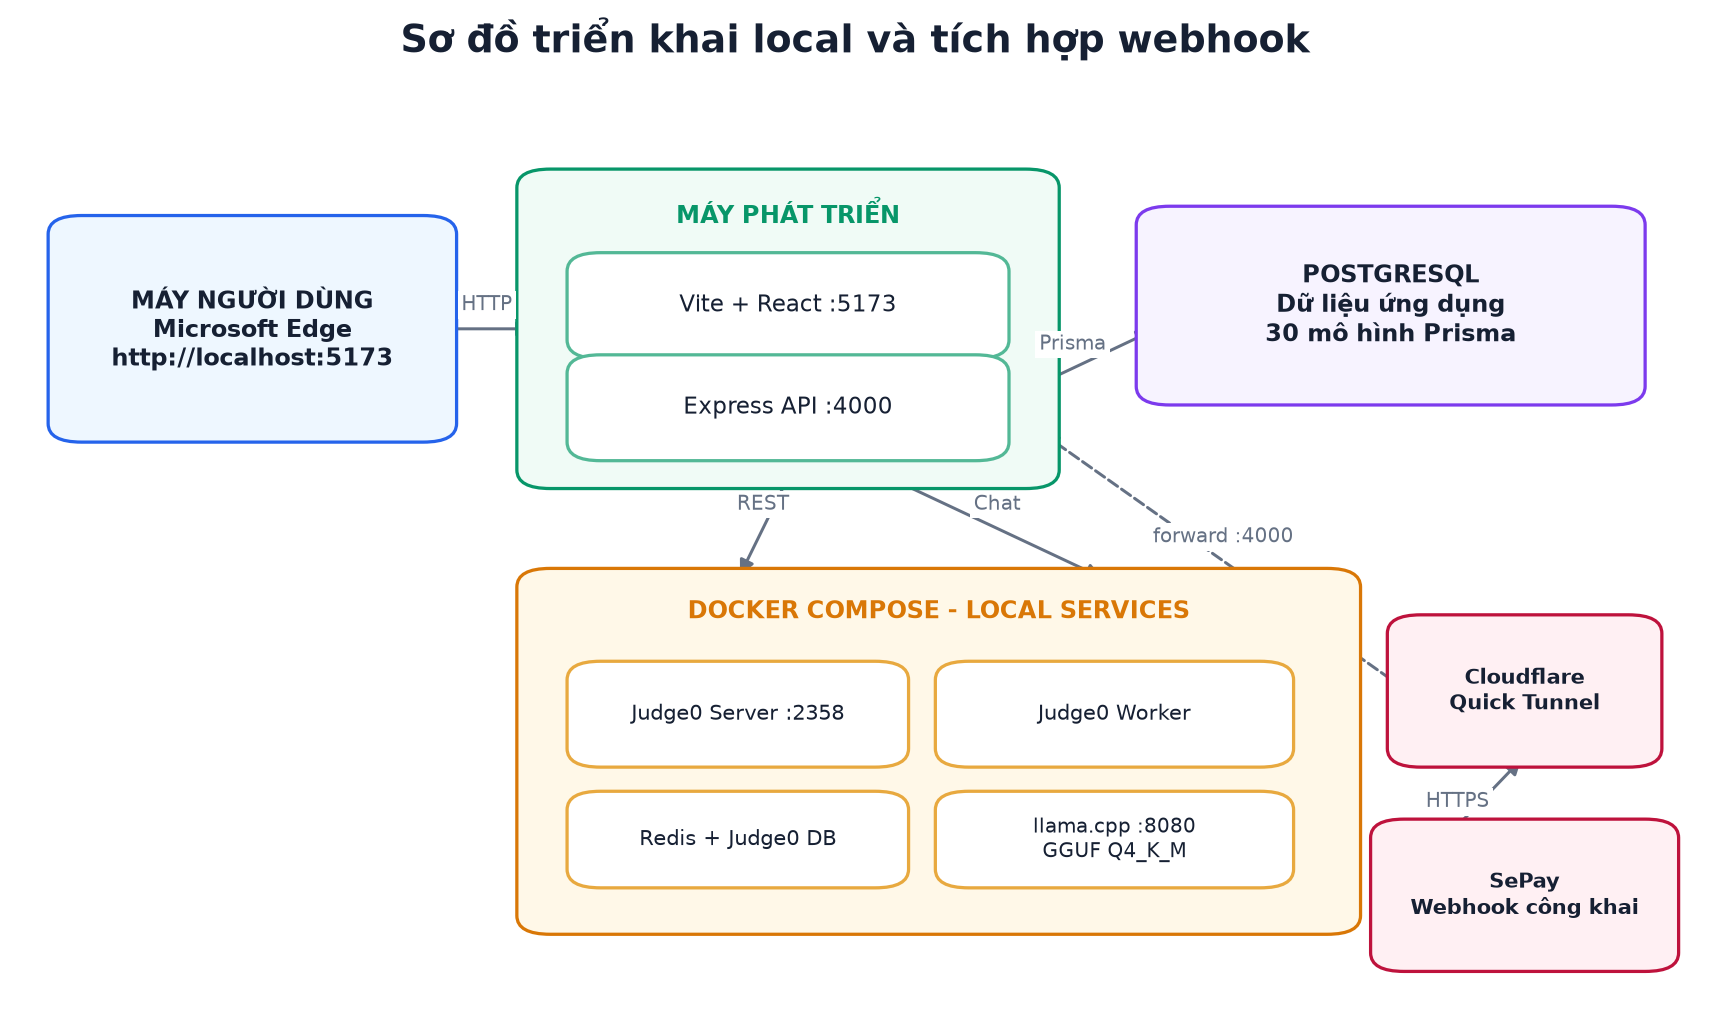 Sơ đồ triển khai local và tích hợp webhook
MÁY NGƯỜI DÙNG
Microsoft Edge
http://localhost:5173
HTTP
MÁY PHÁT TRIỂN
Vite + React :5173
Express API :4000
Prisma
POSTGRESQL
Dữ liệu ứng dụng
30 mô hình Prisma
REST
Chat
forward :4000
DOCKER COMPOSE - LOCAL SERVICES
Judge0 Server :2358
Judge0 Worker
Redis + Judge0 DB
llama.cpp :8080
GGUF Q4_K_M
Cloudflare
Quick Tunnel
HTTPS
SePay
Webhook công khai